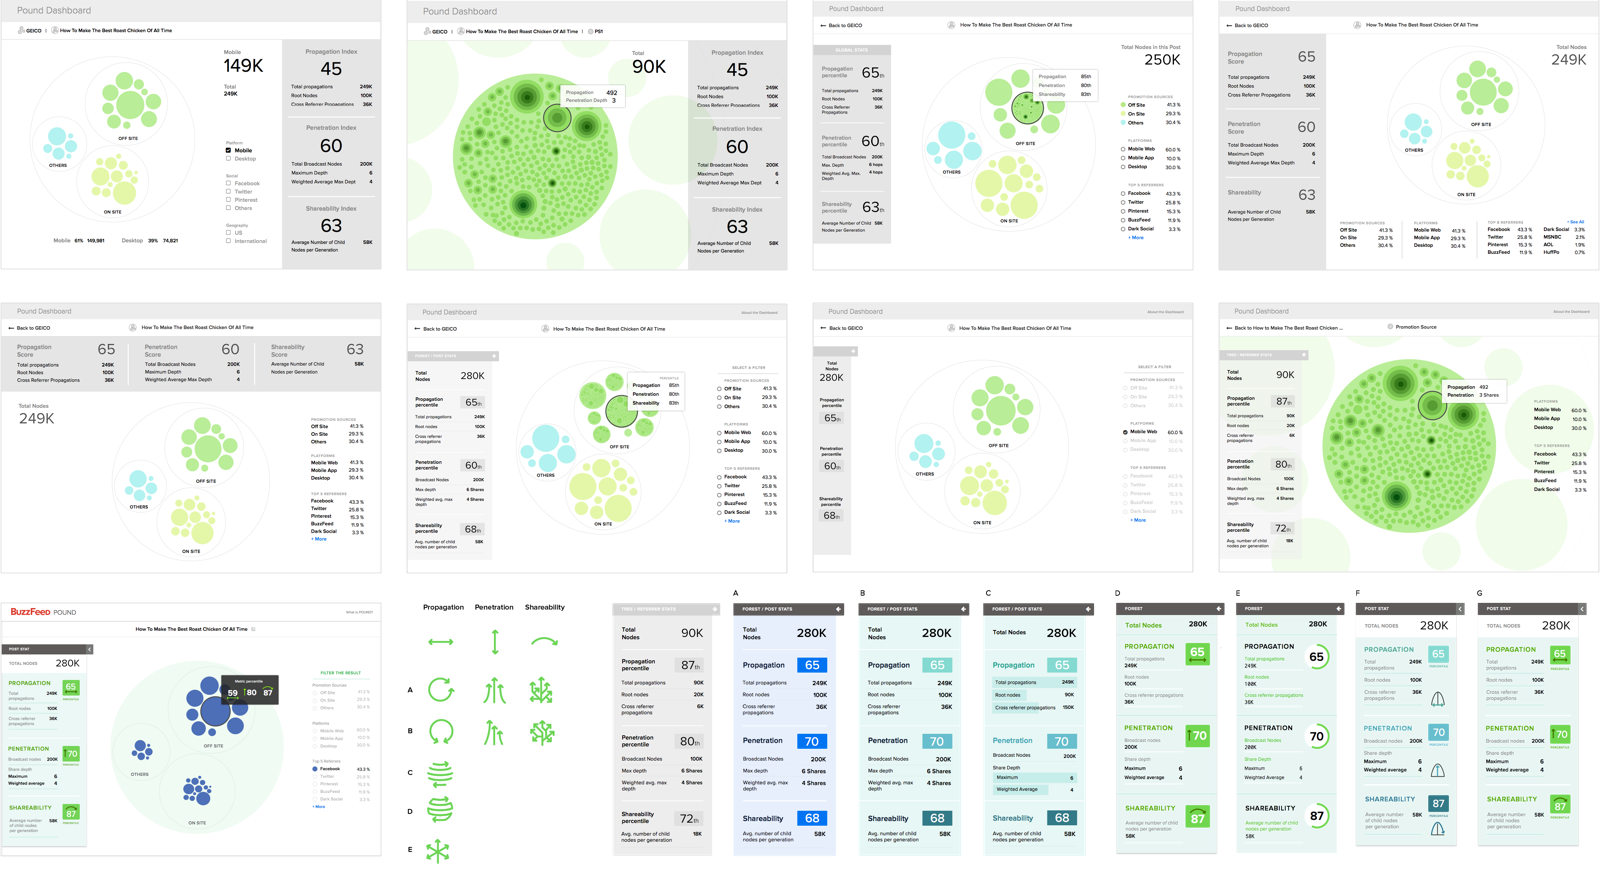 Pound Dashboard
GEICO | How To Make The Best Roast Chicken Of All Time
Mobile
149K
Total
249K
OFF SITE
OTHERS
ON SITE
Platform
Mobile
Desktop
Social
Facebook
Twitter
Pinterest
Others
Geography
US
International
Mobile 61% 149,981 Desktop 39% 74,821
Propagation Index
45
Total propagations 249K
Root Nodes 100K
Cross Referrer Propagations 36K
Penetration Index
60
Total Broadcast Nodes 200K
Maximum Depth 6
Weighted Average Max Dept 4
Shareability Index
63
Average Number of Child 58K
Nodes per Generation
Pound Dashboard
GEICO | How To Make The Best Roast Chicken Of All Time | PS1
Total
90K
Propagation 492
Penetration Depth 3
Propagation Index
45
Total propagations 249K
Root Nodes 100K
Cross Referrer Propagations 36K
Penetration Index
60
Total Broadcast Nodes 200K
Maximum Depth 6
Weighted Average Max Dept 4
Shareability Index
63
Average Number of Child 58K
Nodes per Generation
Pound Dashboard
← Back to GEICO How To Make The Best Roast Chicken Of All Time
GLOBAL STATS
Propagation
percentile 65th
Total propagations 249K
Root Nodes 100K
Cross Referrer 36K
Propagations
Penetration
percentile 60th
Total Broadcast Nodes 200K
Max. Depth 6 hops
Weighted Avg. Max. 4 hops
Depth
Shareability
percentile 63th
Average Number of Child 58K
Nodes per Generation
Propagation 85th
Penetration 80th
Shareability 83th
OFF SITE
OTHERS
ON SITE
Total Nodes in this Post
250K
PROMOTION SOURCES
Off Site 41.3 %
On Site 29.3 %
Others 30.4 %
PLATFORMS
Mobile Web 60.0 %
Mobile App 10.0 %
Desktop 30.0 %
TOP 5 REFERRERS
Facebook 43.3 %
Twitter 25.8 %
Pinterest 15.3 %
BuzzFeed 11.9 %
Dark Social 3.3 %
+ More
Pound Dashboard
← Back to GEICO How To Make The Best Roast Chicken Of All Time
Propagation
Score 65
Total propagations 249K
Root Nodes 100K
Cross Referrer Propagations 36K
Penetration
Score 60
Total Broadcast Nodes 200K
Maximum Depth 6
Weighted Average Max Depth 4
Shareability
63
Average Number of Child 58K
Nodes per Generation
Total Nodes
249K
OFF SITE
OTHERS
ON SITE
+ See All
PROMOTION SOURCES PLATFORMS TOP 5 REFERRERS
Off Site 41.3 % Mobile Web 41.3 % Facebook 43.3 % Dark Social 3.3%
On Site 29.3 % Mobile App 29.3 % Twitter 25.8 % MSNBC 2.1%
Others 30.4 % Desktop 30.4 % Pinterest 15.3 % AOL 1.9%
BuzzFeed 11.9 % HuffPo 0.7%
Pound Dashboard
← Back to GEICO How To Make The Best Roast Chicken Of All Time
Propagation
Score 65
Total propagations 249K
Root Nodes 100K
Cross Referrer Propagations 36K
Penetration
Score 60
Total Broadcast Nodes 200K
Maximum Depth 6
Weighted Average Max Depth 4
Shareability
Score 63
Average Number of Child 58K
Nodes per Generation
Total Nodes
249K
OFF SITE
OTHERS
ON SITE
PROMOTION SOURCES
Off Site 41.3 %
On Site 29.3 %
Others 30.4 %
PLATFORMS
Mobile Web 41.3 %
Mobile App 29.3 %
Desktop 30.4 %
TOP 5 REFERRERS
Facebook 43.3 %
Twitter 25.8 %
Pinterest 15.3 %
BuzzFeed 11.9 %
Dark Social 3.3 %
+ More
Pound Dashboard About the Dashboard
← Back to GEICO How To Make The Best Roast Chicken Of All Time
FOREST / POST STATS
Total
Nodes 280K
Propagation
percentile 65th
Total propagations 249K
Root nodes 100K
Cross referrer 36K
propagations
Penetration
percentile 60th
Broadcast Nodes 200K
Max depth 6 Shares
Weighted avg. max 4 Shares
depth
Shareability
percentile 68th
Avg. number of child 58K
nodes per generation
PERCENTILE
Propagation 85th
Penetration 80th
Shareability 83th
OFF SITE
OTHERS
ON SITE
SELECT A FILTER
PROMOTION SOURCES
Off Site 41.3 %
On Site 29.3 %
Others 30.4 %
PLATFORMS
Mobile Web 60.0 %
Mobile App 10.0 %
Desktop 30.0 %
TOP 5 REFERRERS
Facebook 43.3 %
Twitter 25.8 %
Pinterest 15.3 %
BuzzFeed 11.9 %
Dark Social 3.3 %
+ More
Pound Dashboard About the Dashboard
← Back to GEICO How To Make The Best Roast Chicken Of All Time
Total
Nodes
280K
Propagation
percentile
65th
Penetration
percentile
60th
Shareability
percentile
68th
OFF SITE
OTHERS
ON SITE
SELECT A FILTER
PROMOTION SOURCES
Off Site 41.3 %
On Site 29.3 %
Others 30.4 %
PLATFORMS
Mobile Web 60.0 %
Mobile App 10.0 %
Desktop 30.0 %
TOP 5 REFERRERS
Facebook 43.3 %
Twitter 25.8 %
Pinterest 15.3 %
BuzzFeed 11.9 %
Dark Social 3.3 %
+ More
Pound Dashboard About the Dashboard
← Back to How to Make The Best Roast Chicken ... Promotion Source
TREE / REFERRER STATS
Total
Nodes 90K
Propagation
percentile 87th
Total propagations 90K
Root nodes 20K
Cross referrer 6K
propagations
Penetration
percentile 80th
Broadcast Nodes 100K
Max depth 6 Shares
Weighted avg. max 4 Shares
depth
Shareability
percentile 72th
Avg. number of child 18K
nodes per generation
Propagation 492
Penetration 3 Shares
PLATFORMS
Mobile Web 60.0 %
Mobile App 10.0 %
Desktop 30.0 %
TOP 5 REFERRERS
Facebook 43.3 %
Twitter 25.8 %
Pinterest 15.3 %
BuzzFeed 11.9 %
Dark Social 3.3 %
BuzzFeed POUND What is POUND?
How To Make The Best Roast Chicken Of All Time
POST STAT
TOTAL NODES 280K
PROPAGATION 65
PERCENTILE
Total 249K
propagations
Root nodes 100K
Cross referrer 36K
propagations
PENETRATION 70
PERCENTILE
Broadcast nodes 200K
Share depth
Maximum 6
Weighted average 4
SHAREABILITY 87
PERCENTILE
Average number 58K
of child nodes
per generation
Metric percentile
59 80 87
OFF SITE
OTHERS
ON SITE
FILTER THE RESULT
Promotion Sources
Off Site 41.3 %
On Site 29.3 %
Others 30.4 %
Platforms
Mobile Web 60.0 %
Mobile App 10.0 %
Desktop 30.0 %
Top 5 Referrers
Facebook 43.3 %
Twitter 25.8 %
Pinterest 15.3 %
BuzzFeed 11.9 %
Dark Social 3.3 %
+ More
Propagation Penetration Shareability
A
B
C
D
E
TREE / REFERRER STATS
Total
Nodes 90K
Propagation
percentile 87th
Total propagations 90K
Root nodes 20K
Cross referrer 6K
propagations
Penetration
percentile 80th
Broadcast Nodes 100K
Max depth 6 Shares
Weighted avg. max 4 Shares
depth
Shareability
percentile 72th
Avg. number of child 18K
nodes per generation
A
FOREST / POST STATS
Total
Nodes 280K
Propagation 65
Total propagations 249K
Root nodes 100K
Cross referrer 36K
propagations
Penetration 70
Broadcast Nodes 200K
Max depth 6 Shares
Weighted avg. max 4 Shares
depth
Shareability 68
Avg. number of child 58K
nodes per generation
B
FOREST / POST STATS
Total
Nodes 280K
Propagation 65
Total propagations 249K
Root nodes 100K
Cross referrer 36K
propagations
Penetration 70
Broadcast Nodes 200K
Max depth 6 Shares
Weighted avg. max 4 Shares
depth
Shareability 68
Avg. number of child 58K
nodes per generation
C
FOREST / POST STATS
Total Nodes 280K
Propagation 65
Total propagations 249K
Root nodes 90K
Cross referrer propagations 150K
Penetration 70
Broadcast Nodes 200K
Share Depth
Maximum 6
Weighted Average 4
Shareability 68
Avg. number of child 58K
nodes per generation
D
FOREST
Total Nodes 280K
PROPAGATION 65
Total propagations
249K
Root nodes
100K
Cross referrer propagations
36K
PENETRATION 70
Broadcast nodes
200K
Share depth
Maximum 6
Weighted average 4
SHAREABILITY 87
Average number of child
nodes per generation
58K
E
FOREST
Total Nodes 280K
PROPAGATION 65
Total propagations
249K
Root nodes
100K
Cross referrer propagations
36K
PENETRATION 70
Broadcast nodes
200K
Share Depth
Maximum 6
Weighted average 4
SHAREABILITY 87
Average number of child
nodes per generation
58K
F
POST STAT
TOTAL NODES 280K
PROPAGATION 65
PERCENTILE
Total 249K
propagations
Root nodes 100K
Cross referrer 36K
propagations
PENETRATION 70
PERCENTILE
Broadcast nodes 200K
Share depth
Maximum 6
Weighted average 4
SHAREABILITY 87
PERCENTILE
Average number 58K
of child nodes
per generation
G
POST STAT
TOTAL NODES 280K
PROPAGATION 65
PERCENTILE
Total 249K
propagations
Root nodes 100K
Cross referrer 36K
propagations
PENETRATION 70
PERCENTILE
Broadcast nodes 200K
Share depth
Maximum 6
Weighted average 4
SHAREABILITY 87
PERCENTILE
Average number 58K
of child nodes
per generation